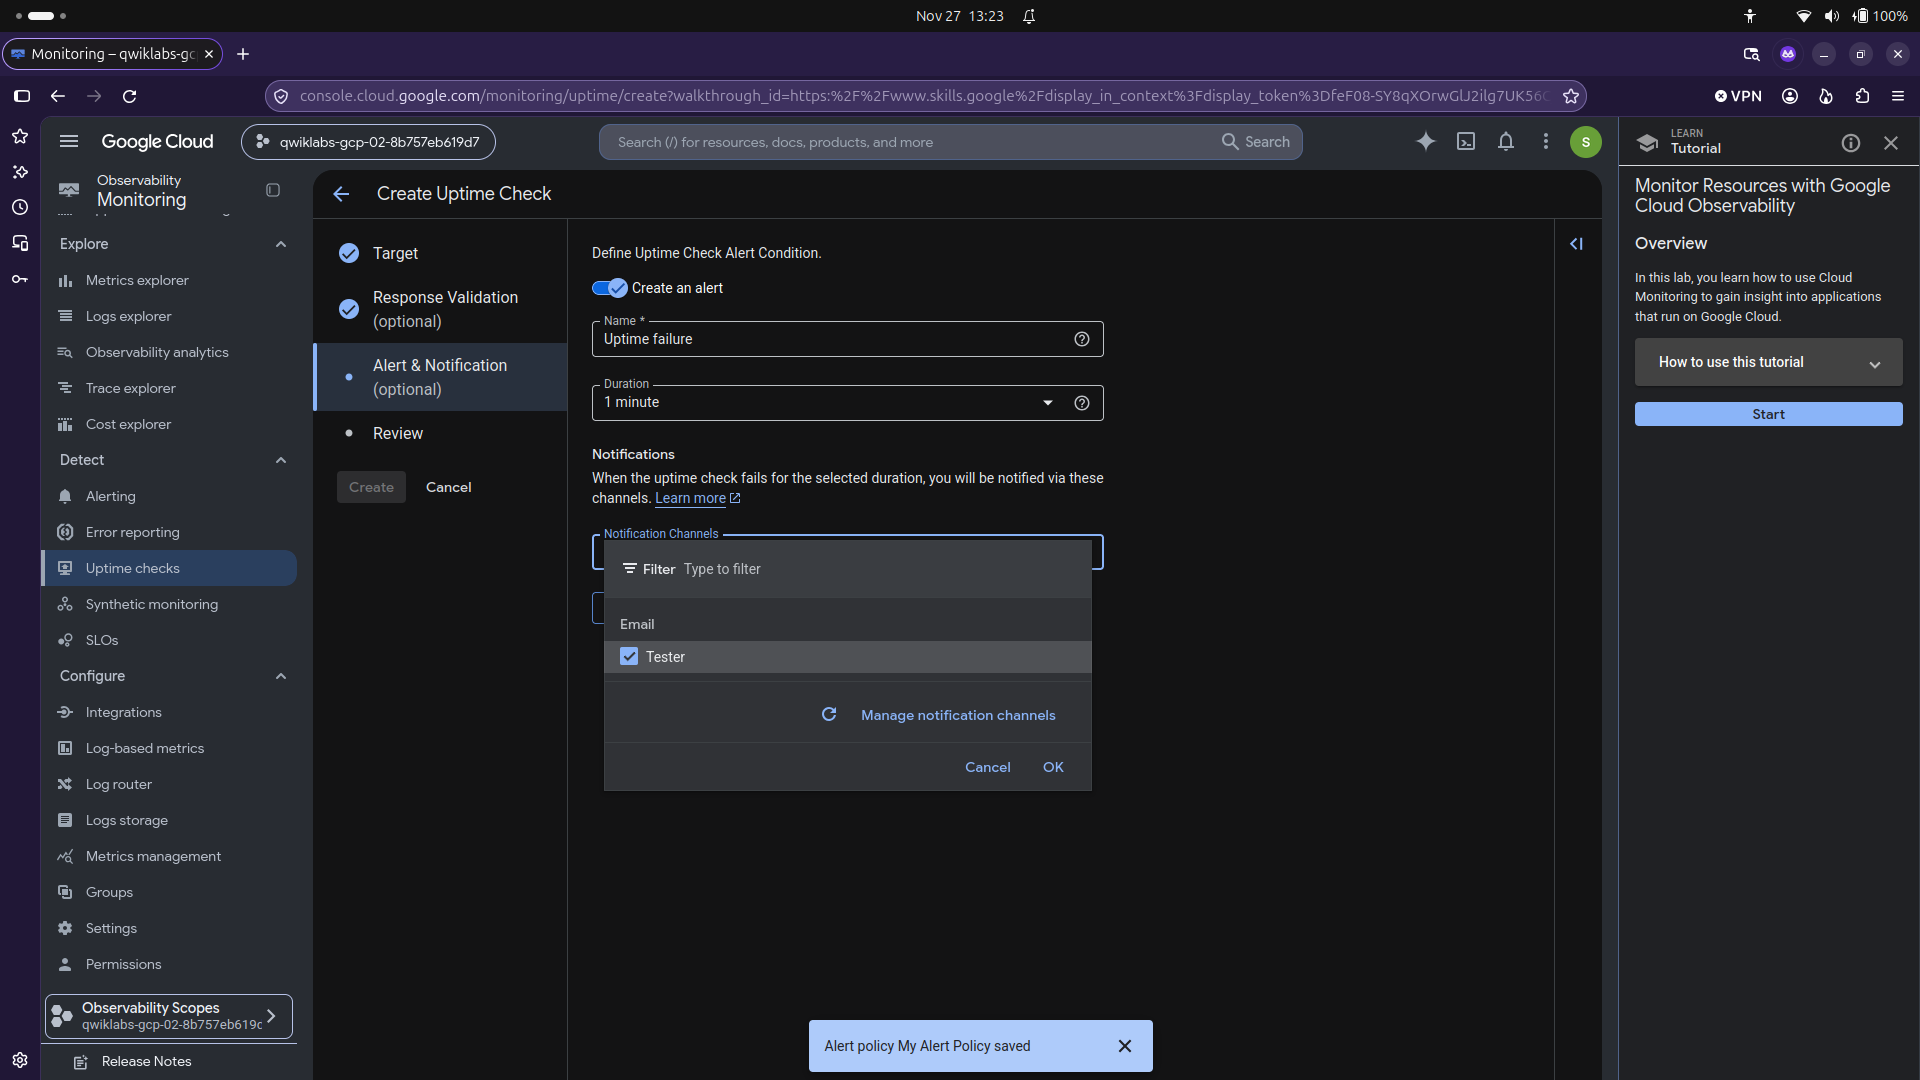 Nov 27 13:23
100%
Monitoring – qwiklabs-gc
VPN
console.cloud.google.com/monitoring/uptime/create?walkthrough_id=https:%2F%2Fwww.skills.google%2Fdisplay_in_context%3Fdisplay_token%3DfeF08-SY8qXOrwGlJ2ilg7UK56
Google Cloud
qwiklabs-gcp-02-8b757eb619d7
Search (/) for resources, docs, products, and more
Search
S
Observability
Monitoring
Explore
Metrics explorer
Logs explorer
Observability analytics
Trace explorer
Cost explorer
Detect
Alerting
Error reporting
Uptime checks
Synthetic monitoring
SLOs
Configure
Integrations
Log-based metrics
Log router
Logs storage
Metrics management
Groups
Settings
Permissions
Observability Scopes
qwiklabs-gcp-02-8b757eb619c
Release Notes
Create Uptime Check
Target
Response Validation
(optional)
Alert & Notification
(optional)
Review
Create
Cancel
Define Uptime Check Alert Condition.
Create an alert
Name *
Uptime failure
Duration
1 minute
Notifications
When the uptime check fails for the selected duration, you will be notified via these
channels. Learn more
Notification Channels
Filter Type to filter
Email
Tester
Manage notification channels
Cancel
OK
Alert policy My Alert Policy saved
LEARN
Tutorial
Monitor Resources with Google
Cloud Observability
Overview
In this lab, you learn how to use Cloud
Monitoring to gain insight into applications
that run on Google Cloud.
How to use this tutorial
Start